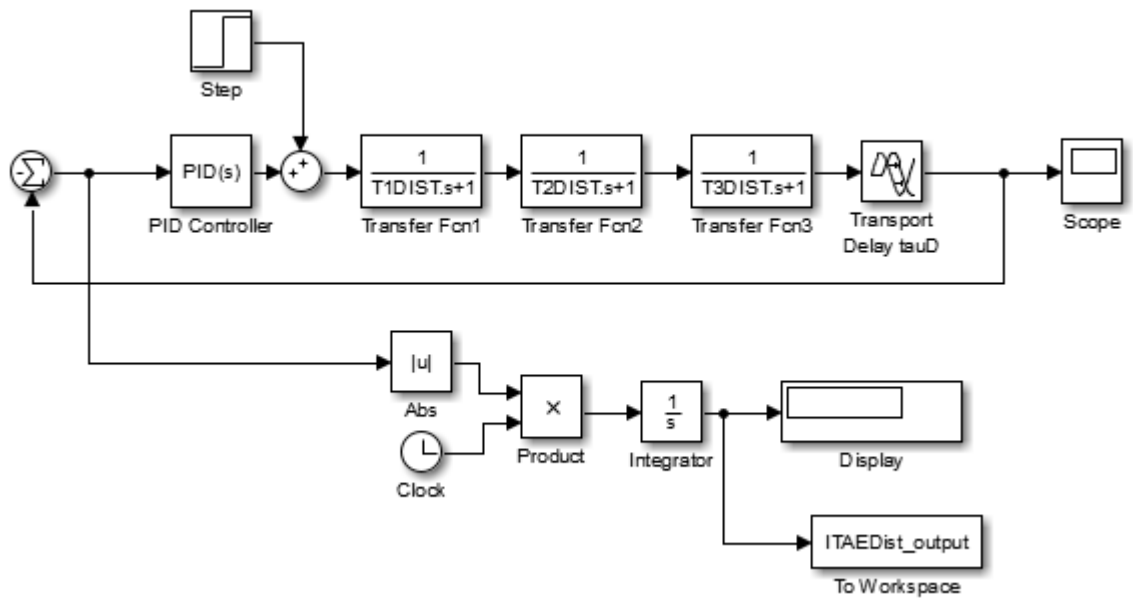 Step
-
Σ
PID(s)
PID Controller
+
+
1
T1DIST.s+1
Transfer Fcn1
1
T2DIST.s+1
Transfer Fcn2
1
T3DIST.s+1
Transfer Fcn3
Transport
Delay tauD
Scope
|u|
Abs
Clock
×
Product
1
s
Integrator
Display
ITAEDist_output
To Workspace